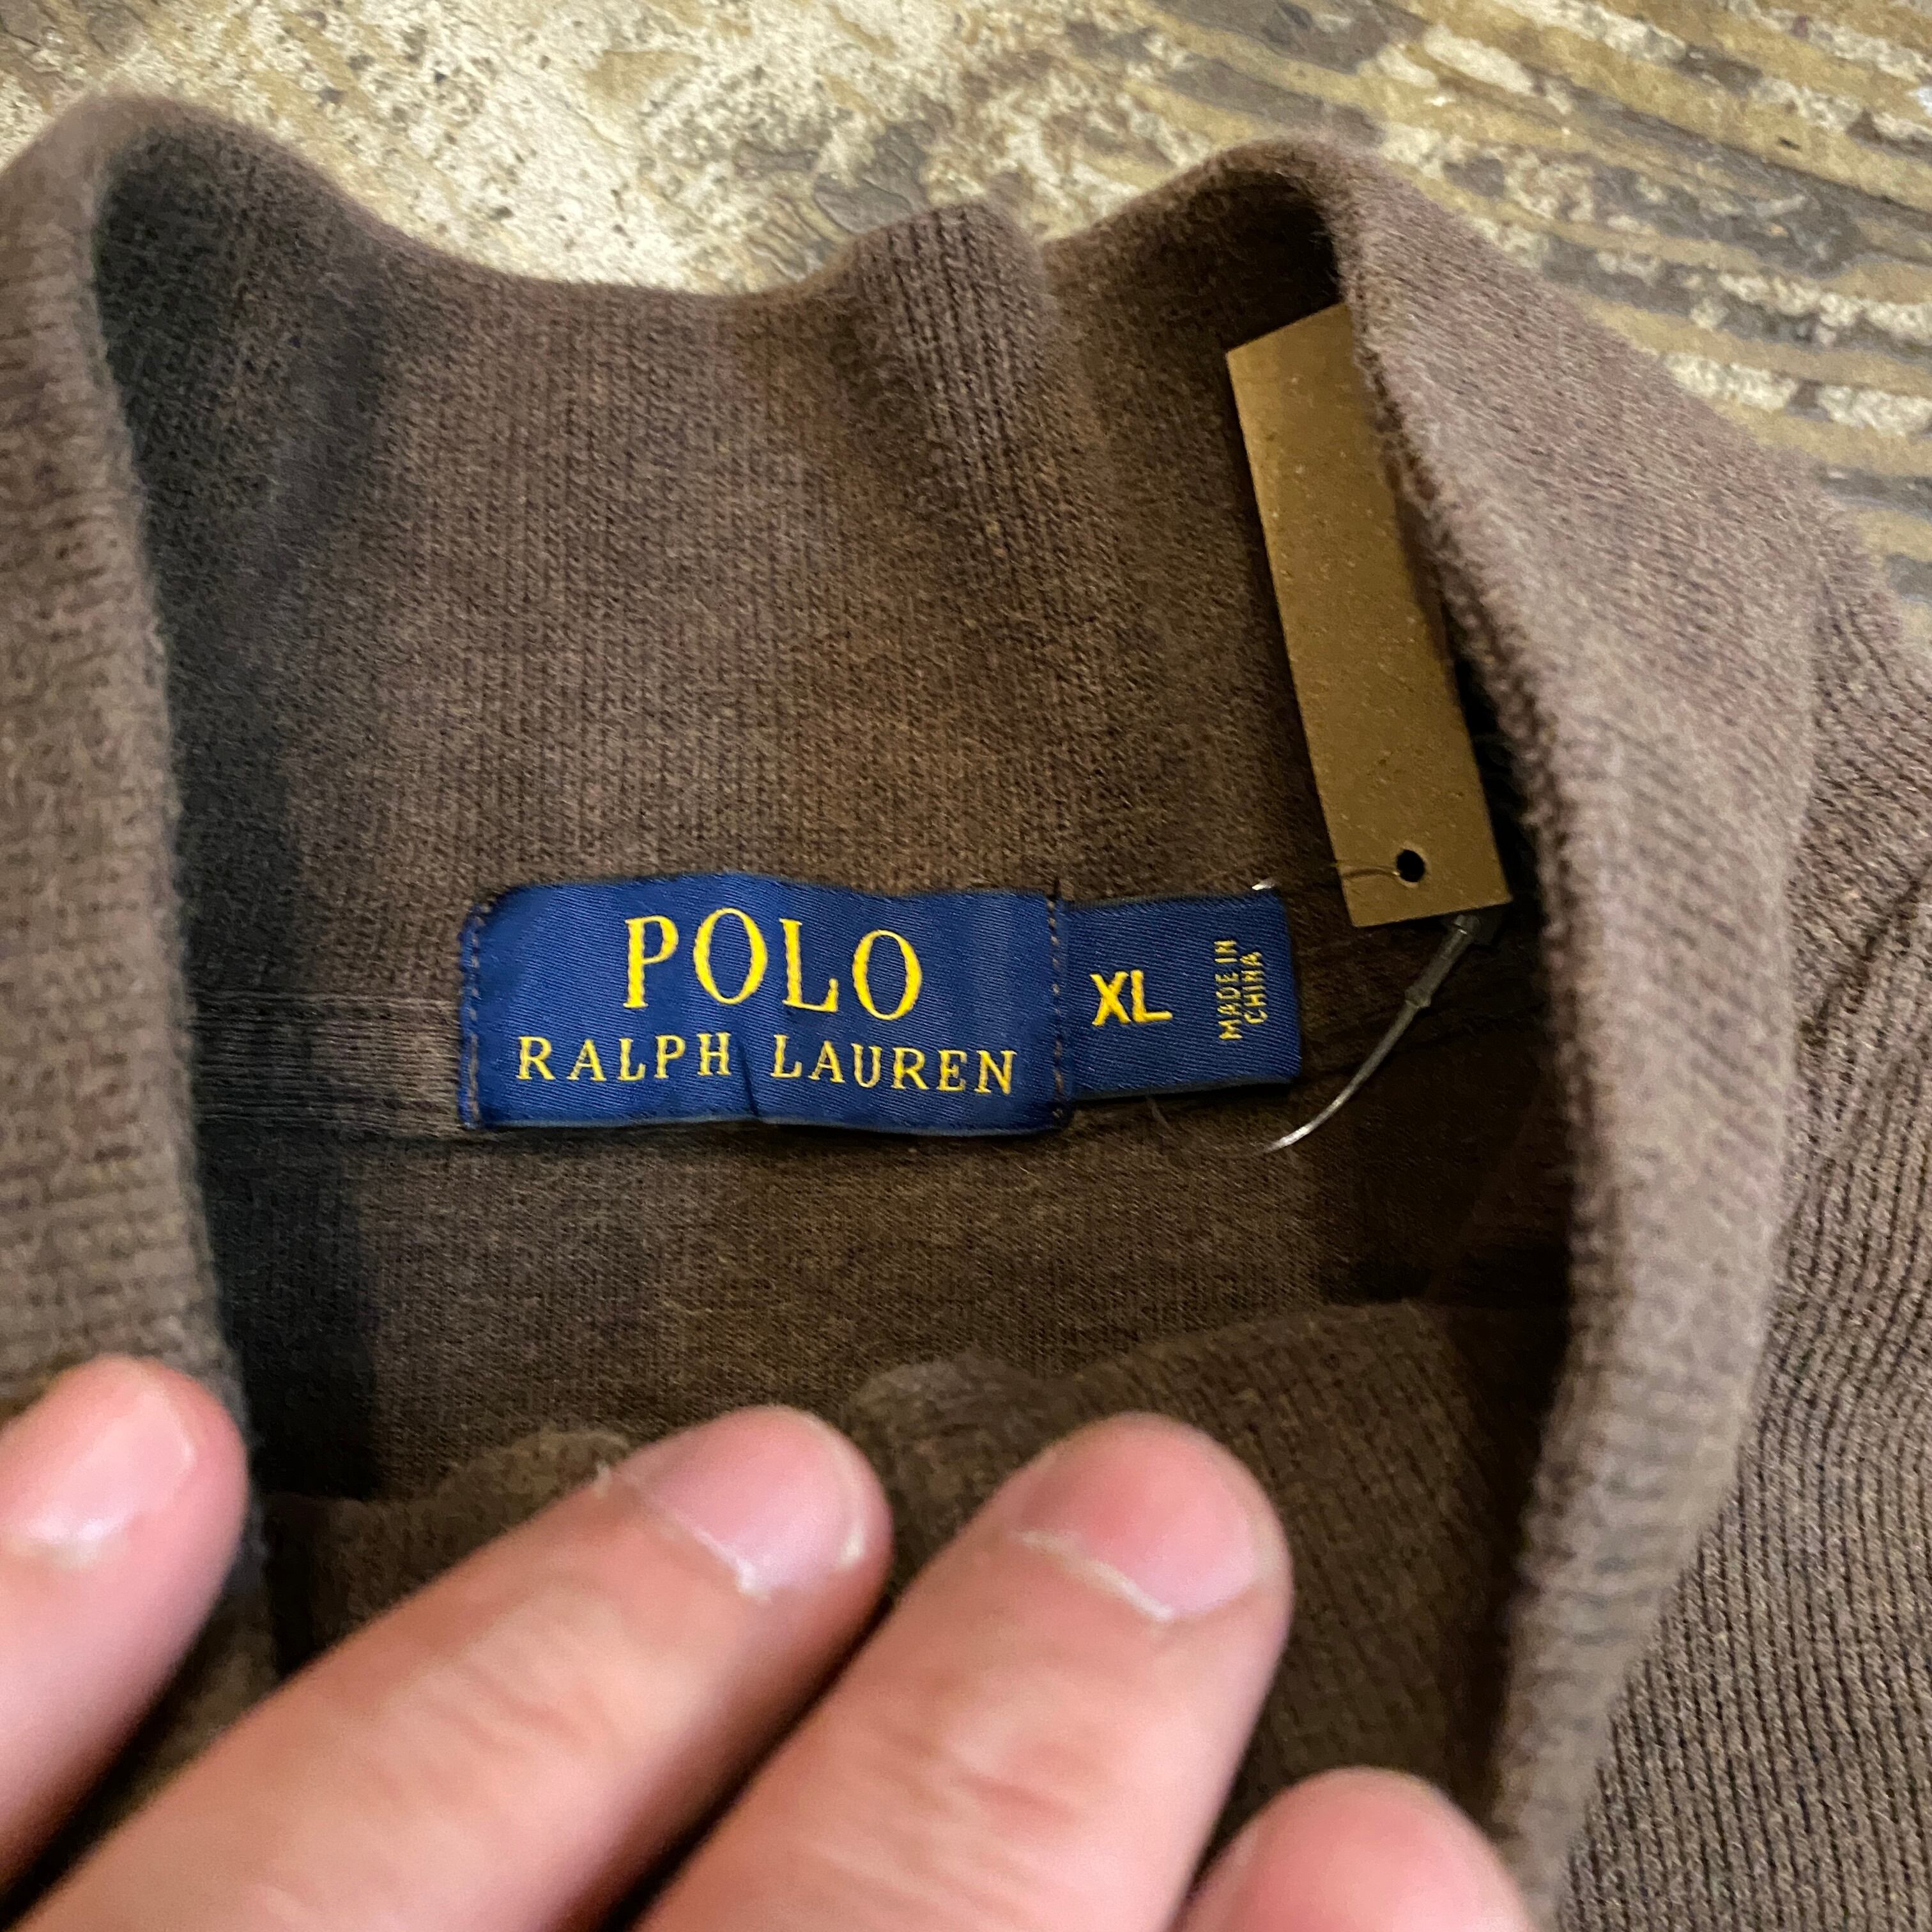 POLO
RALPH LAUREN
XL
MADE IN
CHINA